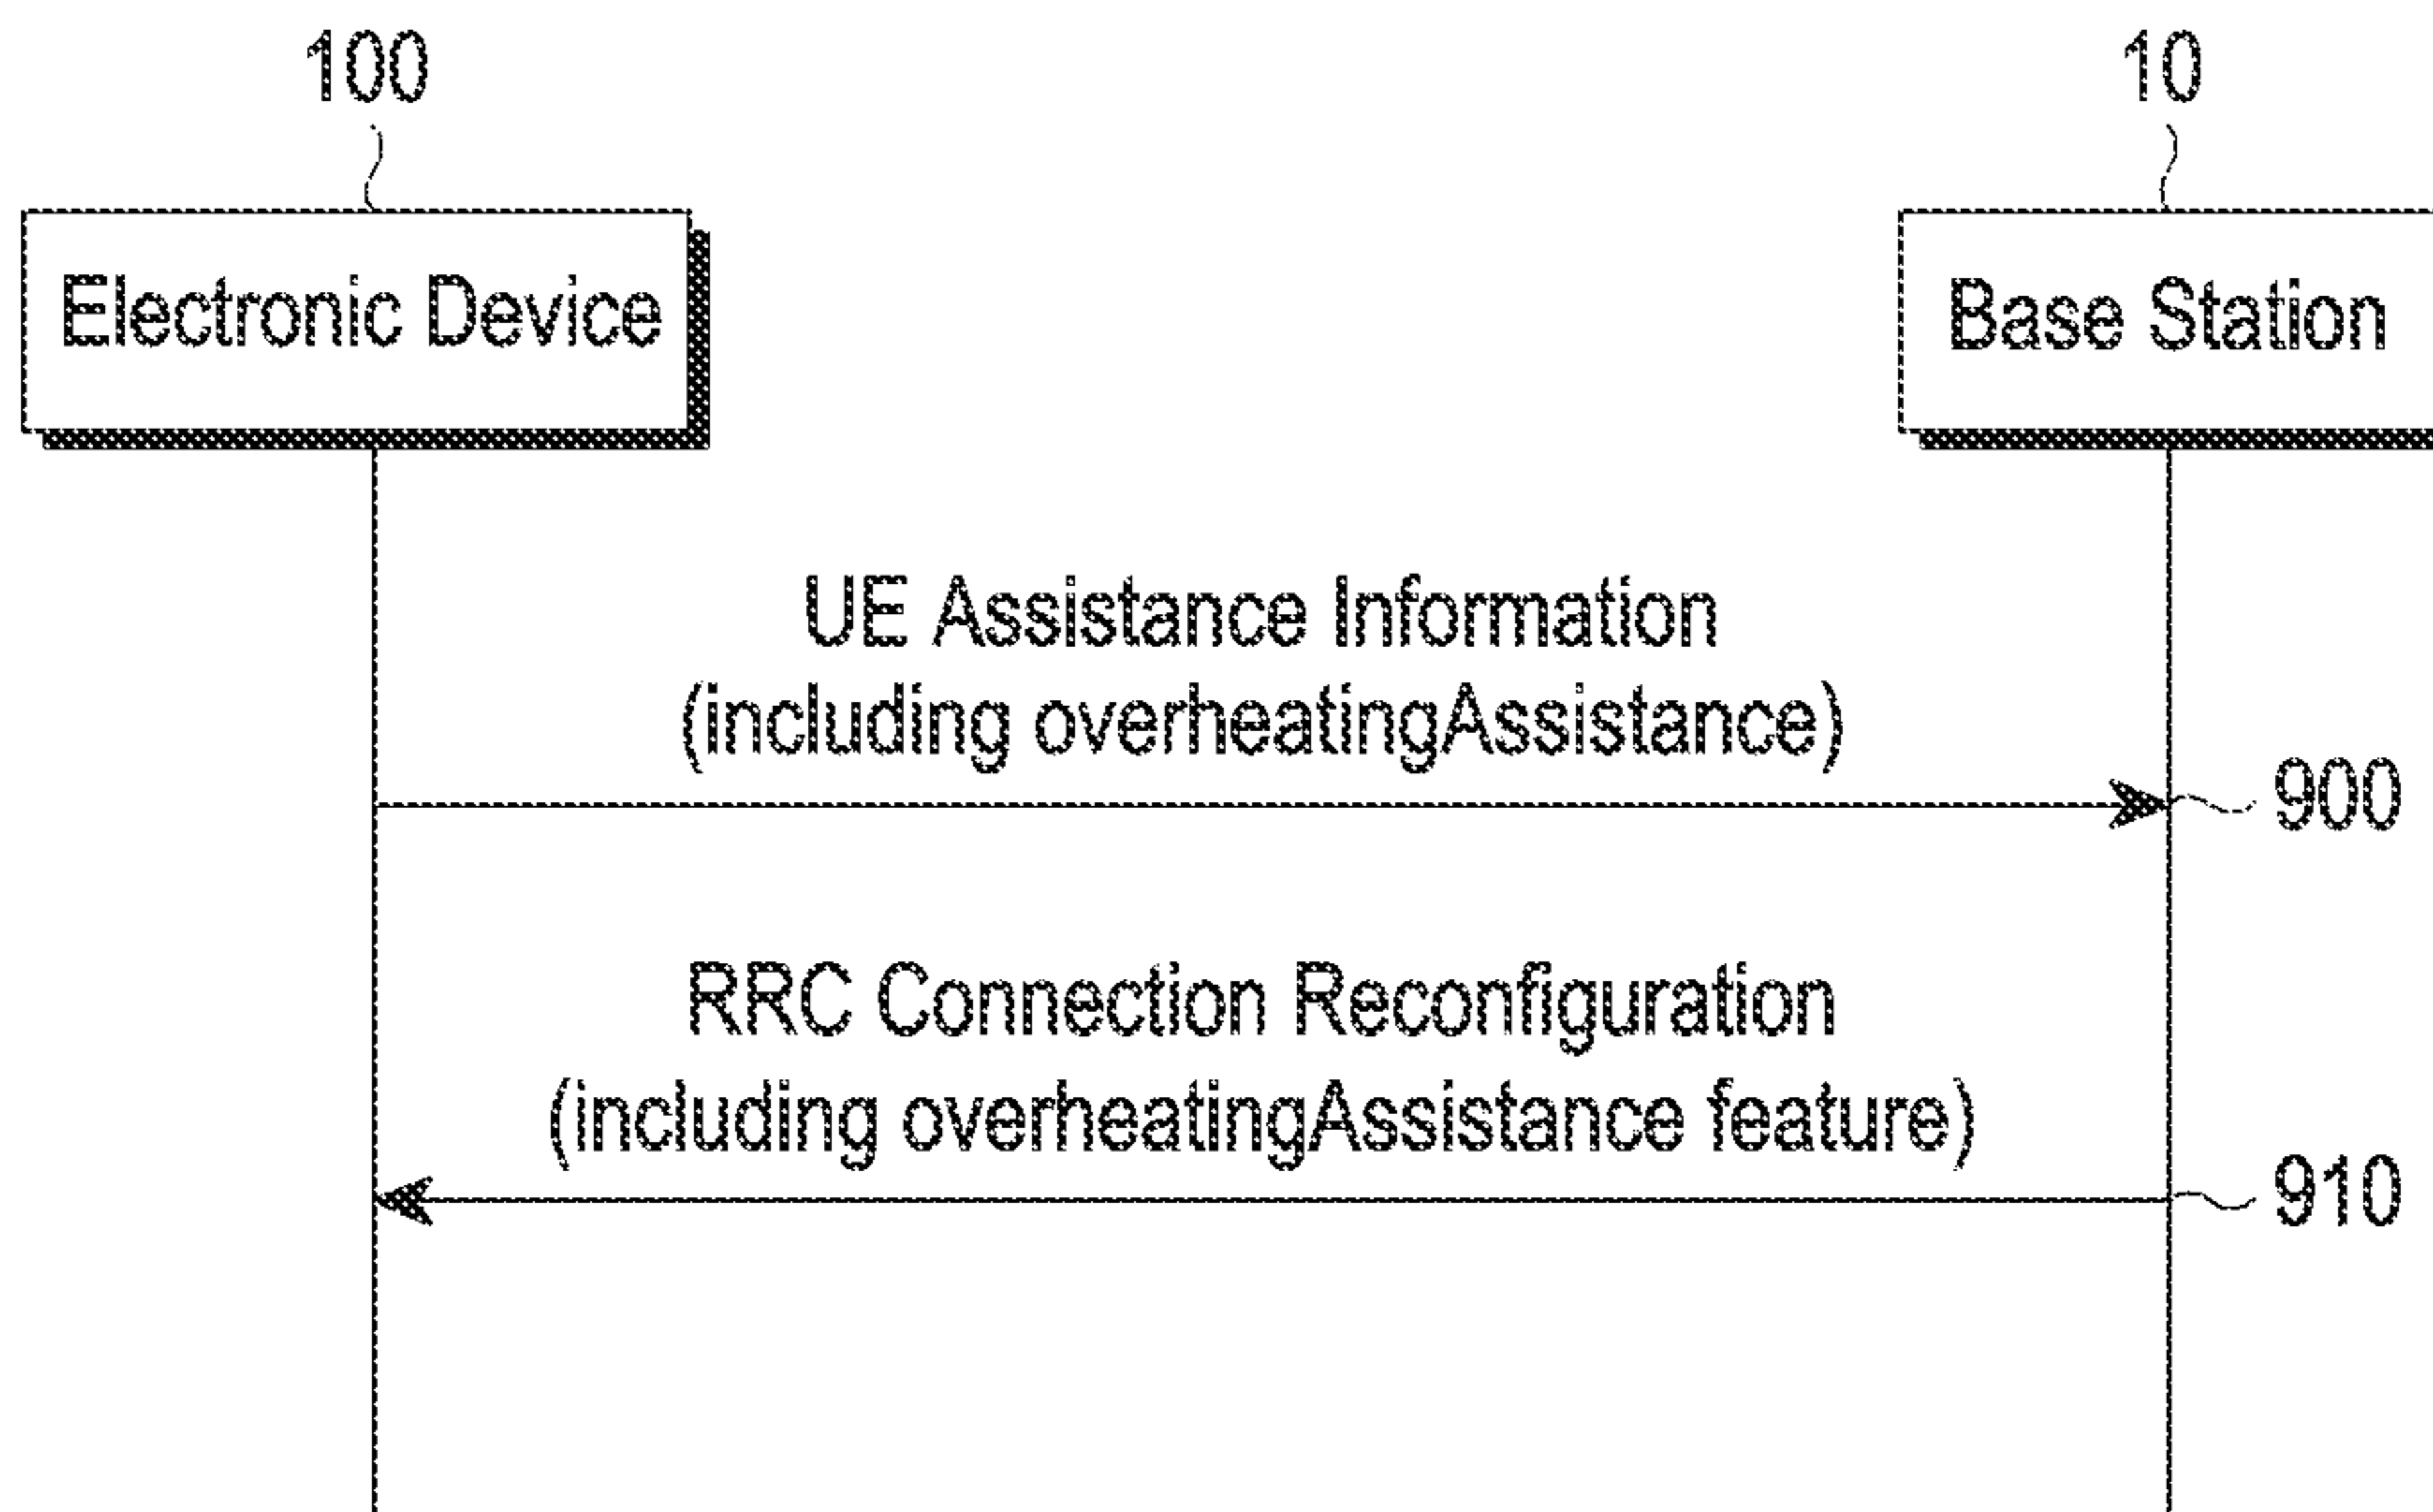 100
10
Electronic Device
Base Station
UE Assistance Information
(including overheatingAssistance)
900
RRC Connection Reconfiguration
(including overheatingAssistance feature)
910